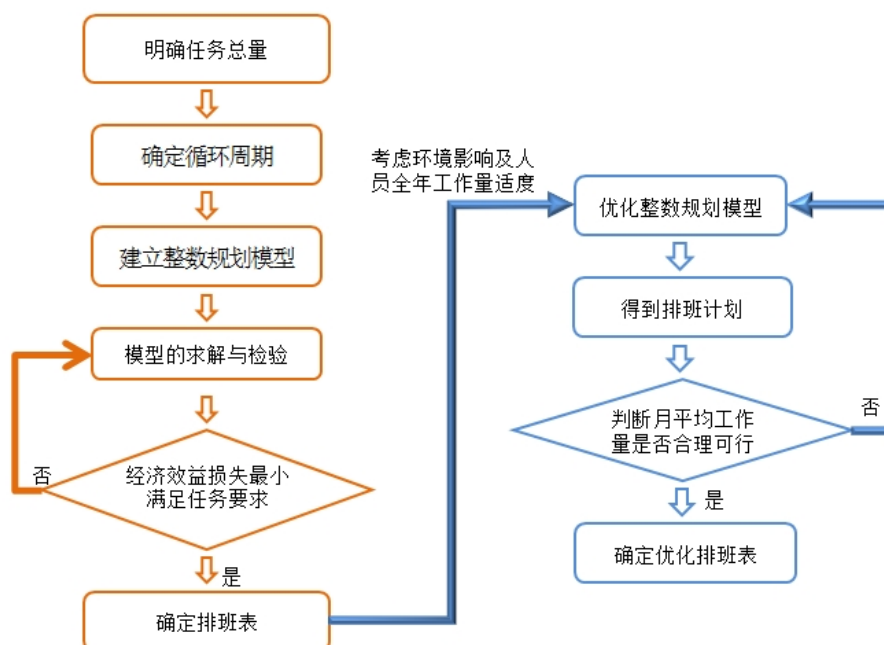 明确任务总量
确定循环周期
建立整数规划模型
模型的求解与检验
否
经济效益损失最小
满足任务要求
是
确定排班表
考虑环境影响及人
员全年工作量适度
优化整数规划模型
得到排班计划
判断月平均工作
量是否合理可行
否
是
确定优化排班表